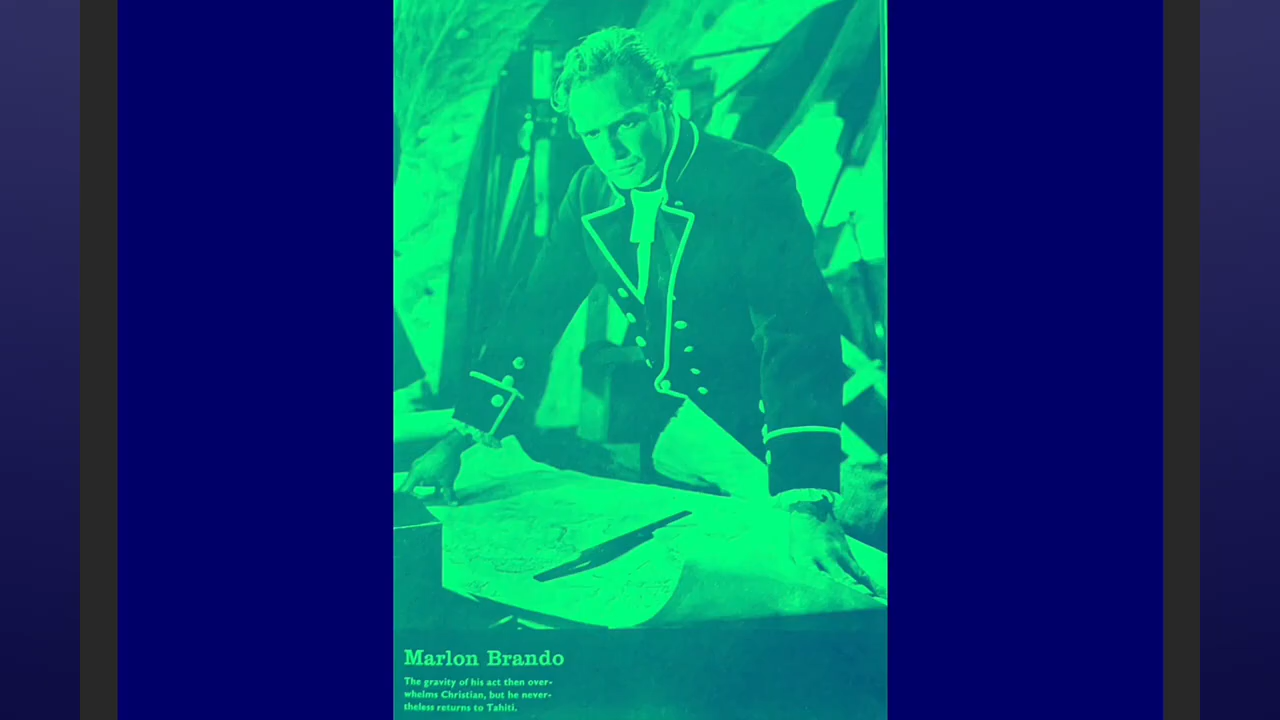 Marlon Brando
The gravity of his act then over-
whelms Christian, but he never-
theless returns to Tahiti.